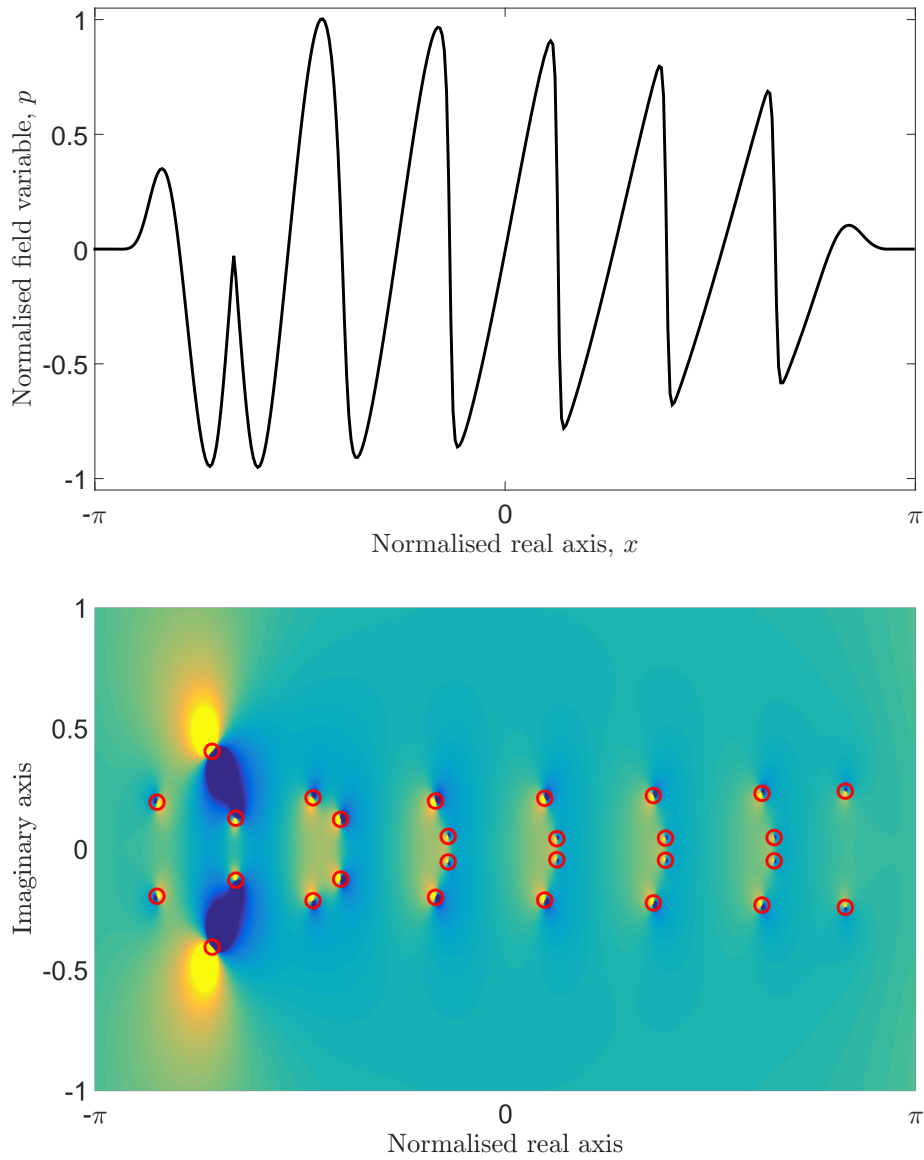 Normalised field variable, p
1
0.5
0
-0.5
-1
-π
0
π
Normalised real axis, x
Imaginary axis
1
0.5
0
-0.5
-1
-π
0
π
Normalised real axis